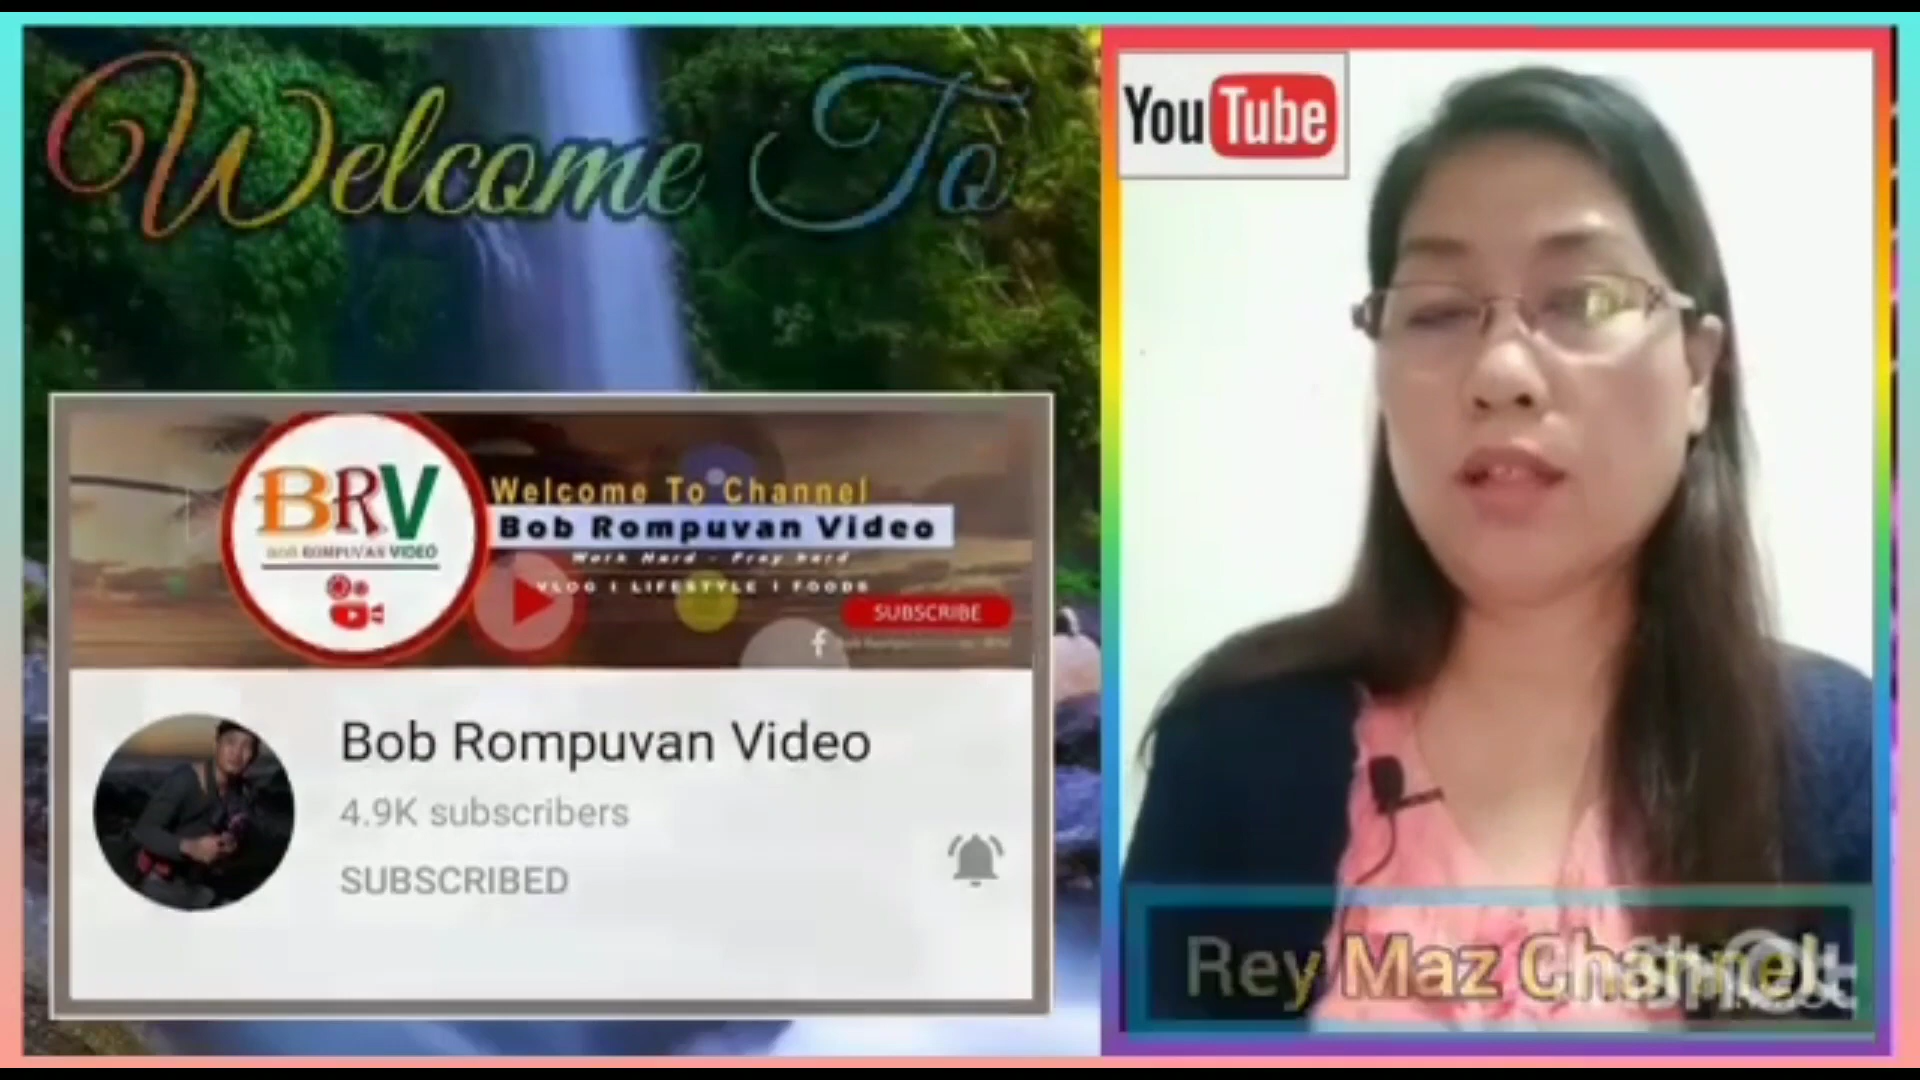 Welcome To
YouTube
BRV
BOB ROMPUVAN VIDEO
Welcome To Channel
Bob Rompuvan Video
Work Hard - Pray hard
VLOG I LIFESTYLE I FOODS
SUBSCRIBE
Bob Rompuvan Video
4.9K subscribers
SUBSCRIBED
Rey Maz Channel